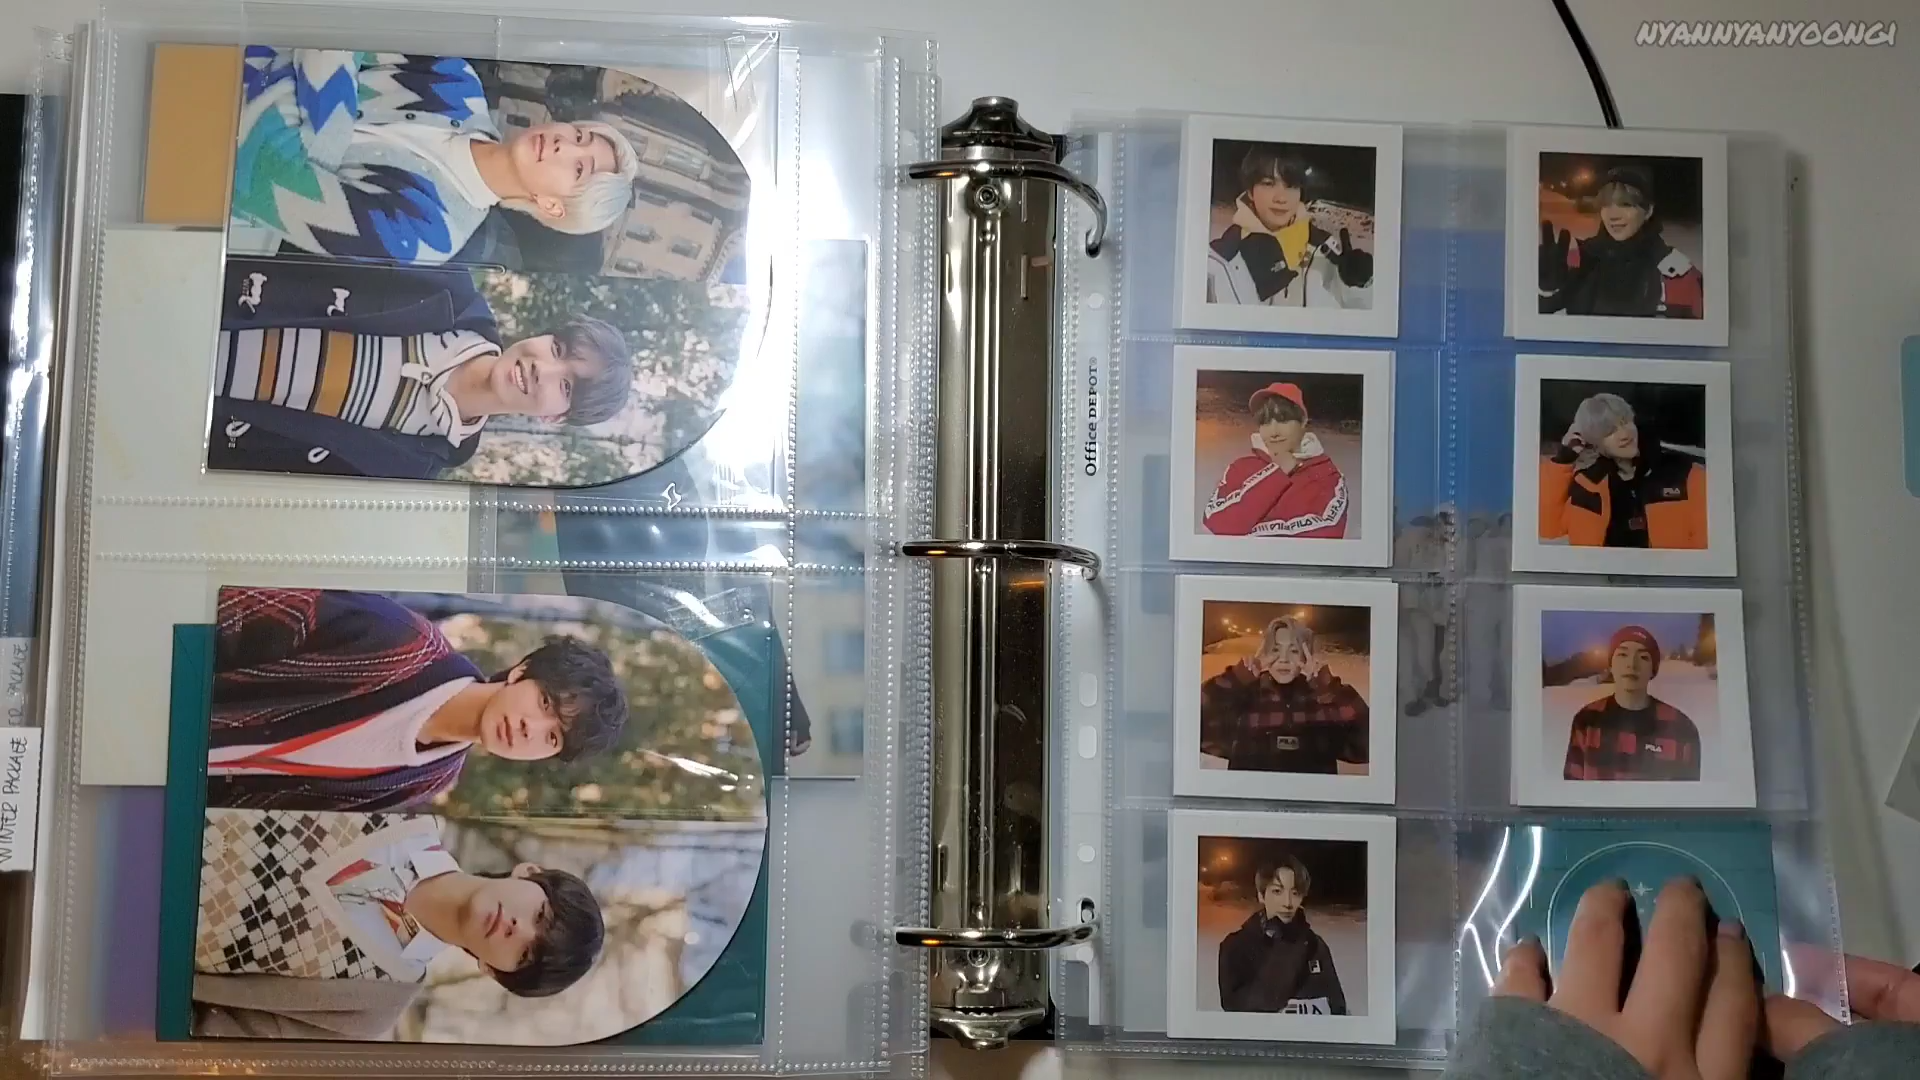 NYANNYANYOONGI
Office DEPOT®
WINTER PACKAGE
FILA
FILA
FILA
FILA